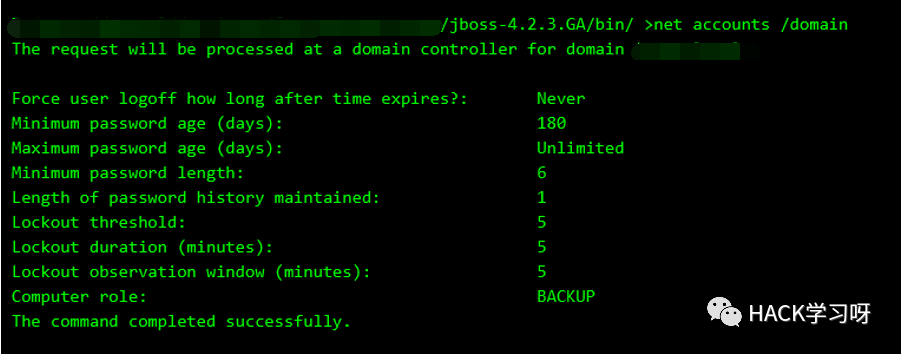 /jboss-4.2.3.GA/bin/ >net accounts /domain
The request will be processed at a domain controller for domain
Force user logoff how long after time expires?: Never
Minimum password age (days): 180
Maximum password age (days): Unlimited
Minimum password length: 6
Length of password history maintained: 1
Lockout threshold: 5
Lockout duration (minutes): 5
Lockout observation window (minutes): 5
Computer role: BACKUP
The command completed successfully.
HACK学习呀